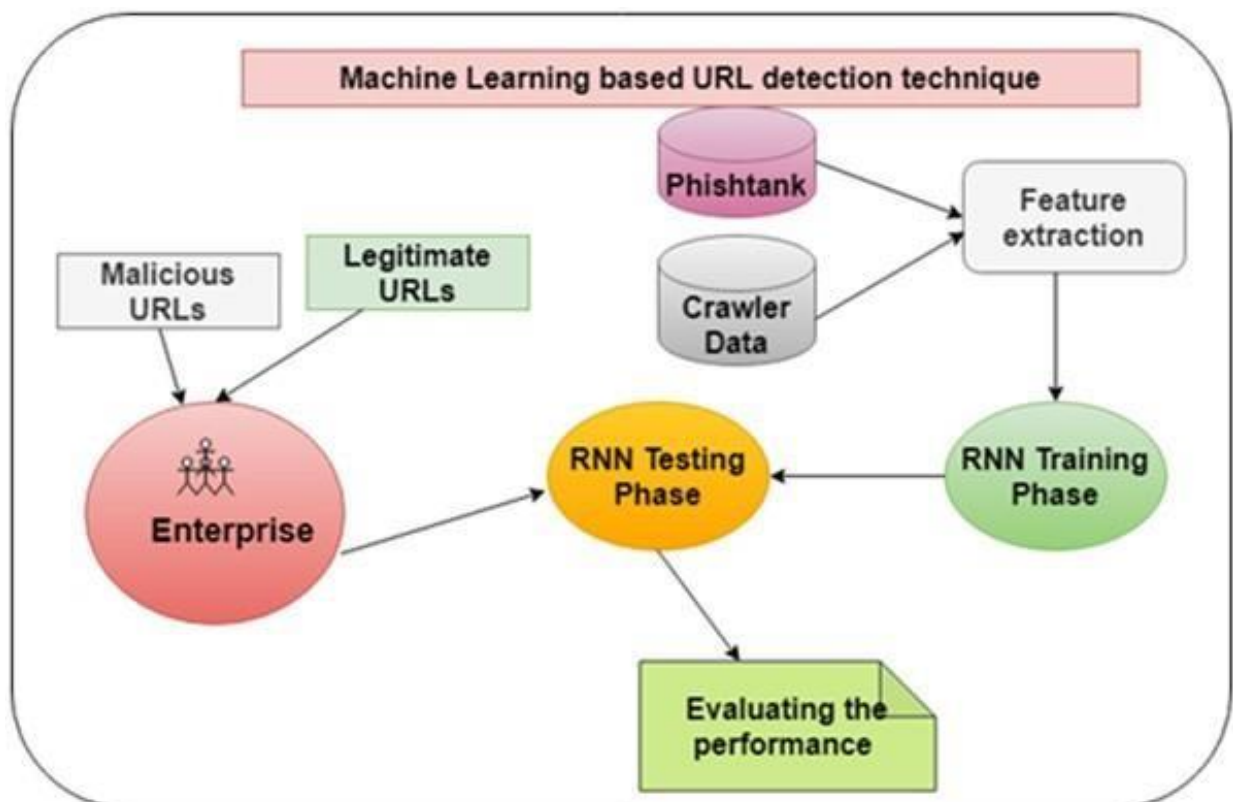 Machine Learning based URL detection technique
Phishtank
Feature
extraction
Malicious
URLs
Legitimate
URLs
Crawler
Data
Enterprise
RNN Testing
Phase
RNN Training
Phase
Evaluating the
performance